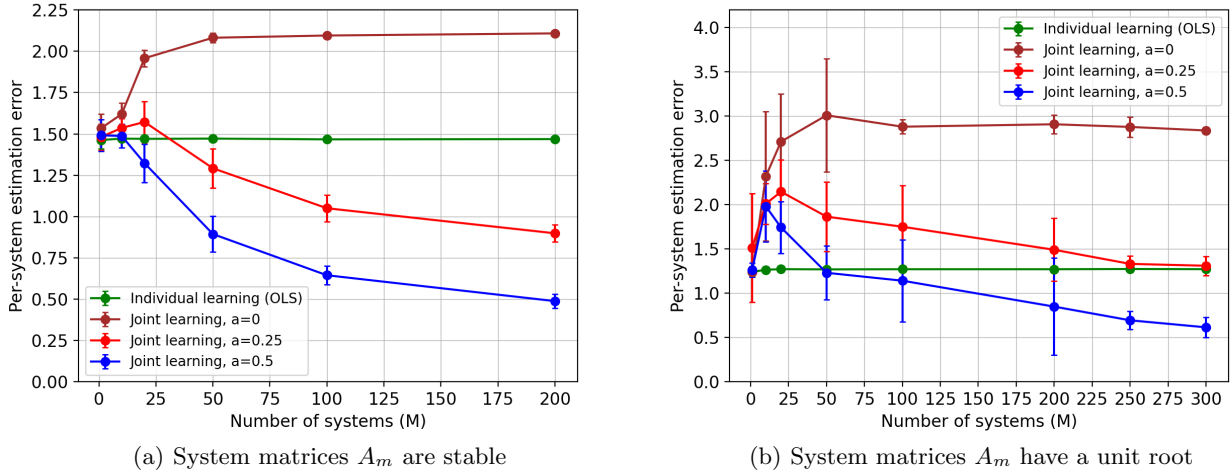 2.25
2.00
1.75
1.50
1.25
1.00
0.75
0.50
0.25
0.00
Per-system estimation error
Individual learning (OLS)
Joint learning, a=0
Joint learning, a=0.25
Joint learning, a=0.5
0 25 50 75 100 125 150 175 200
Number of systems (M)
(a) System matrices A_m are stable
4.0
3.5
3.0
2.5
2.0
1.5
1.0
0.5
0.0
Per-system estimation error
Individual learning (OLS)
Joint learning, a=0
Joint learning, a=0.25
Joint learning, a=0.5
0 25 50 75 100 125 150 175 200 225 250 275 300
Number of systems (M)
(b) System matrices A_m have a unit root